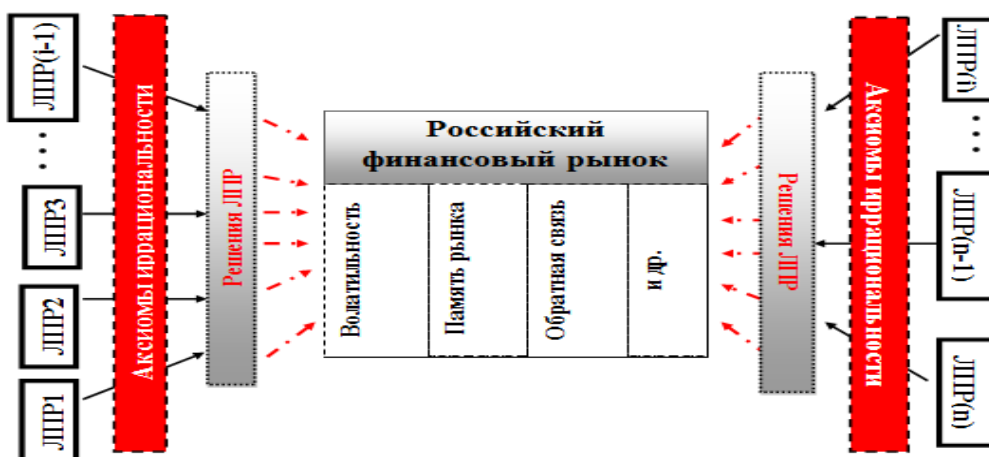 ЛПР(i-1)
...
ЛПР3
ЛПР2
ЛПР1
Аксиомы иррациональности
Решения ЛПР
Российский
финансовый рынок
Волатильность
Память рынка
Обратная связь
и др.
Решения ЛПР
Аксиомы иррациональности
ЛПР(i)
...
ЛПР(n-1)
ЛПР(n)